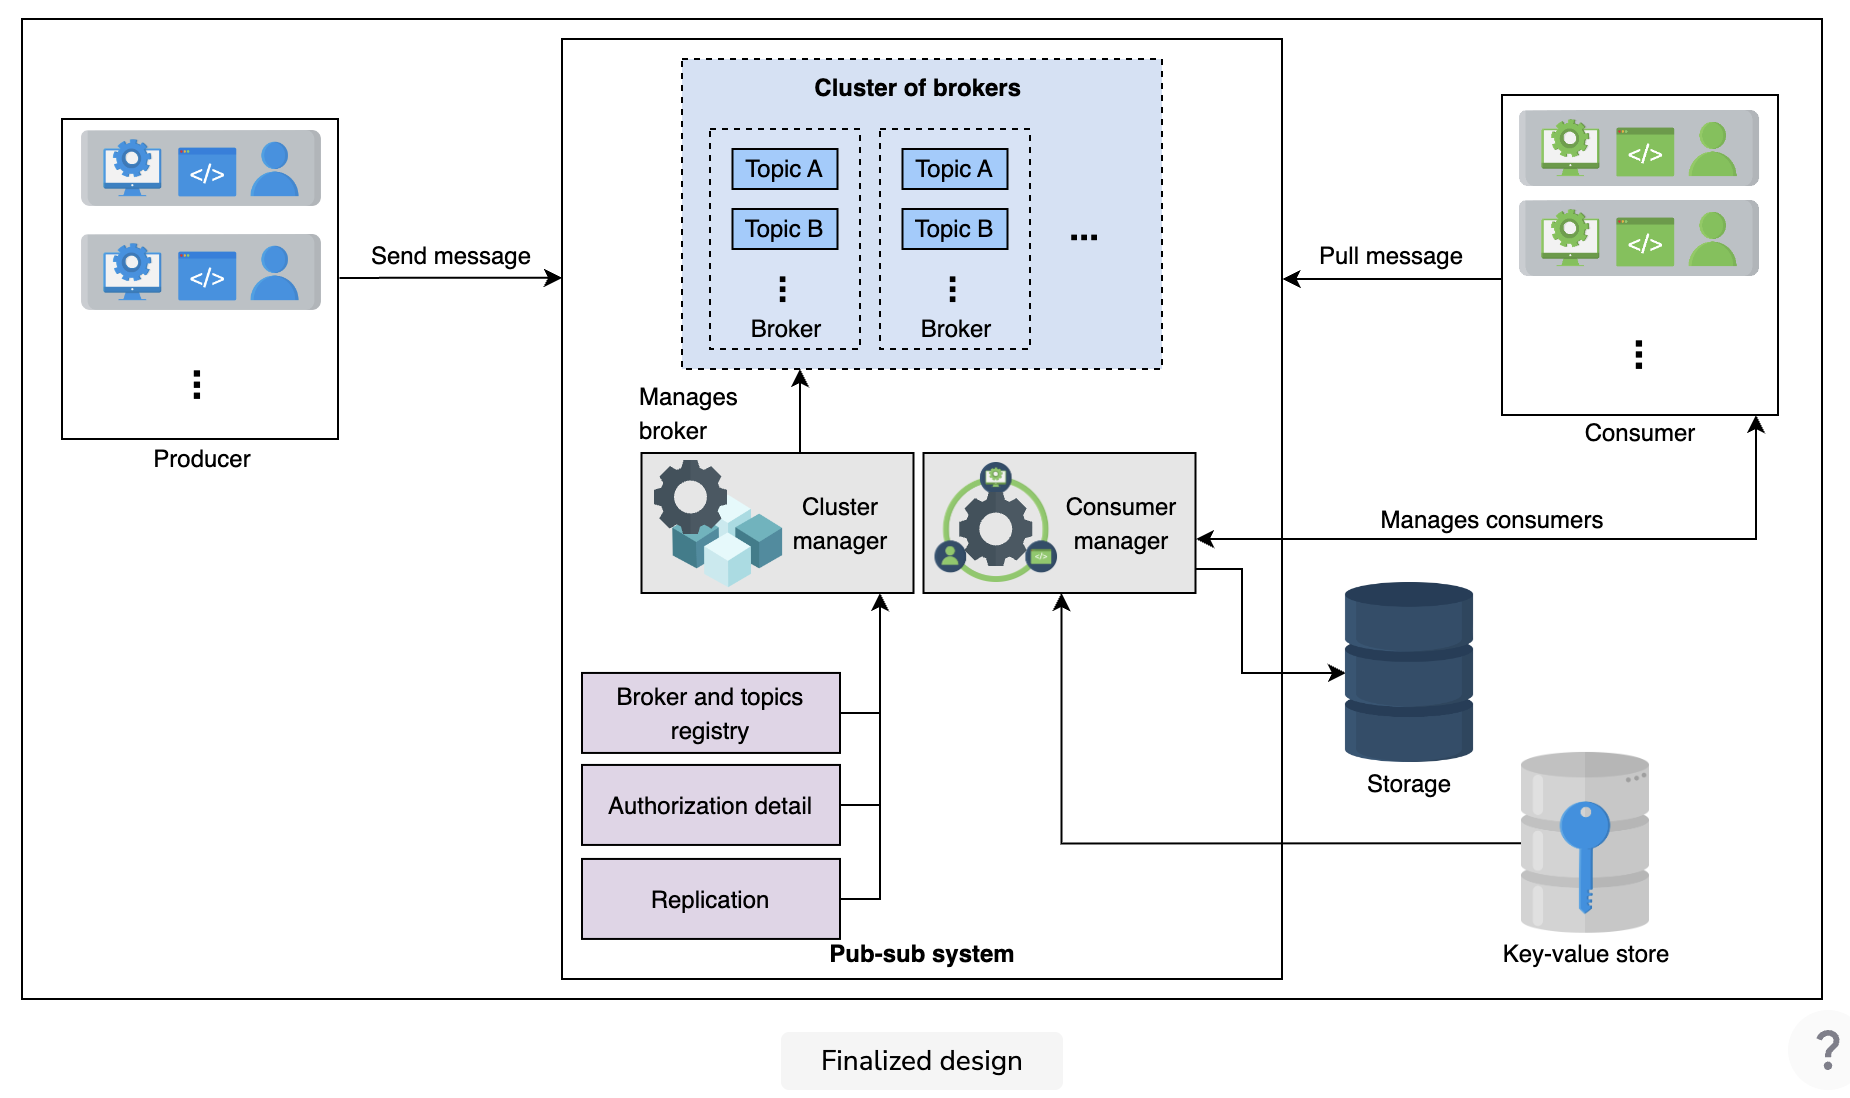 Cluster of brokers
Topic A
Topic B
Broker
Topic A
Topic B
Broker
...
</>
</>
Producer
Send message
Pull message
</>
</>
Consumer
Manages
broker
Cluster
manager
</>
Consumer
manager
Manages consumers
Broker and topics
registry
Authorization detail
Replication
Pub-sub system
Storage
Key-value store
Finalized design
?